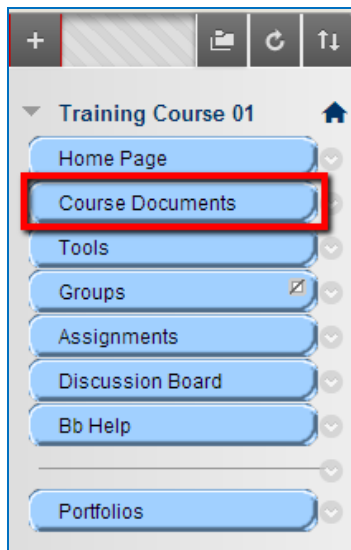 Training Course 01
Home Page
Course Documents
Tools
Groups
Assignments
Discussion Board
Bb Help
Portfolios